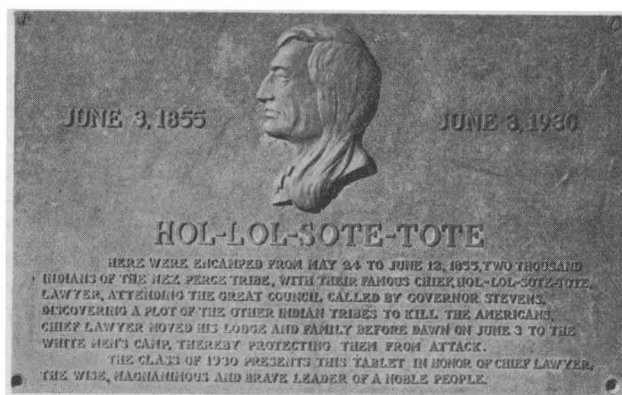 JUNE 3, 1855
JUNE 3, 1930
HOL-LOL-SOTE-TOTE
HERE WERE ENCAMPED FROM MAY 24 TO JUNE 12, 1855, TWO THOUSAND
INDIANS OF THE NEZ PERCE TRIBE, WITH THEIR FAMOUS CHIEF, HOL-LOL-SOTE-TOTE,
LAWYER, ATTENDING THE GREAT COUNCIL CALLED BY GOVERNOR STEVENS.
DISCOVERING A PLOT OF THE OTHER INDIAN TRIBES TO KILL THE AMERICANS,
CHIEF LAWYER MOVED HIS LODGE AND FAMILY BEFORE DAWN ON JUNE 3 TO THE
WHITE MEN'S CAMP, THEREBY PROTECTING THEM FROM ATTACK.
THE CLASS OF 1930 PRESENTS THIS TABLET IN HONOR OF CHIEF LAWYER,
THE WISE, MAGNANIMOUS AND BRAVE LEADER OF A NOBLE PEOPLE.